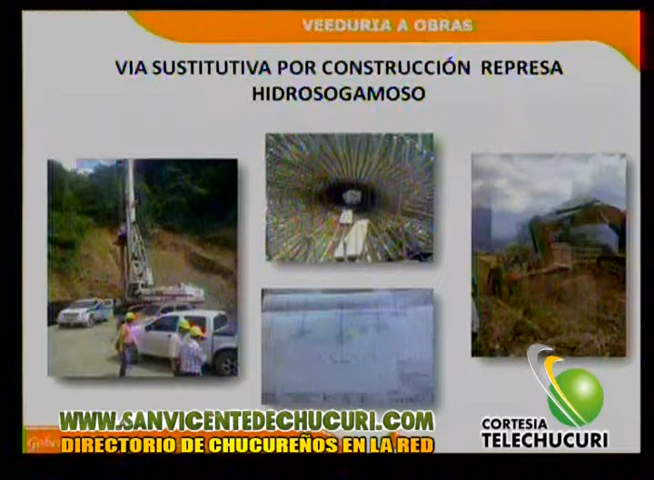 VEEDURIA A OBRAS
VIA SUSTITUTIVA POR CONSTRUCCIÓN REPRESA
HIDROSOGAMOSO
WWW.SANVICENTEDECHUCURI.COM
DIRECTORIO DE CHUCUREÑOS EN LA RED
CORTESIA
TELECHUCURI